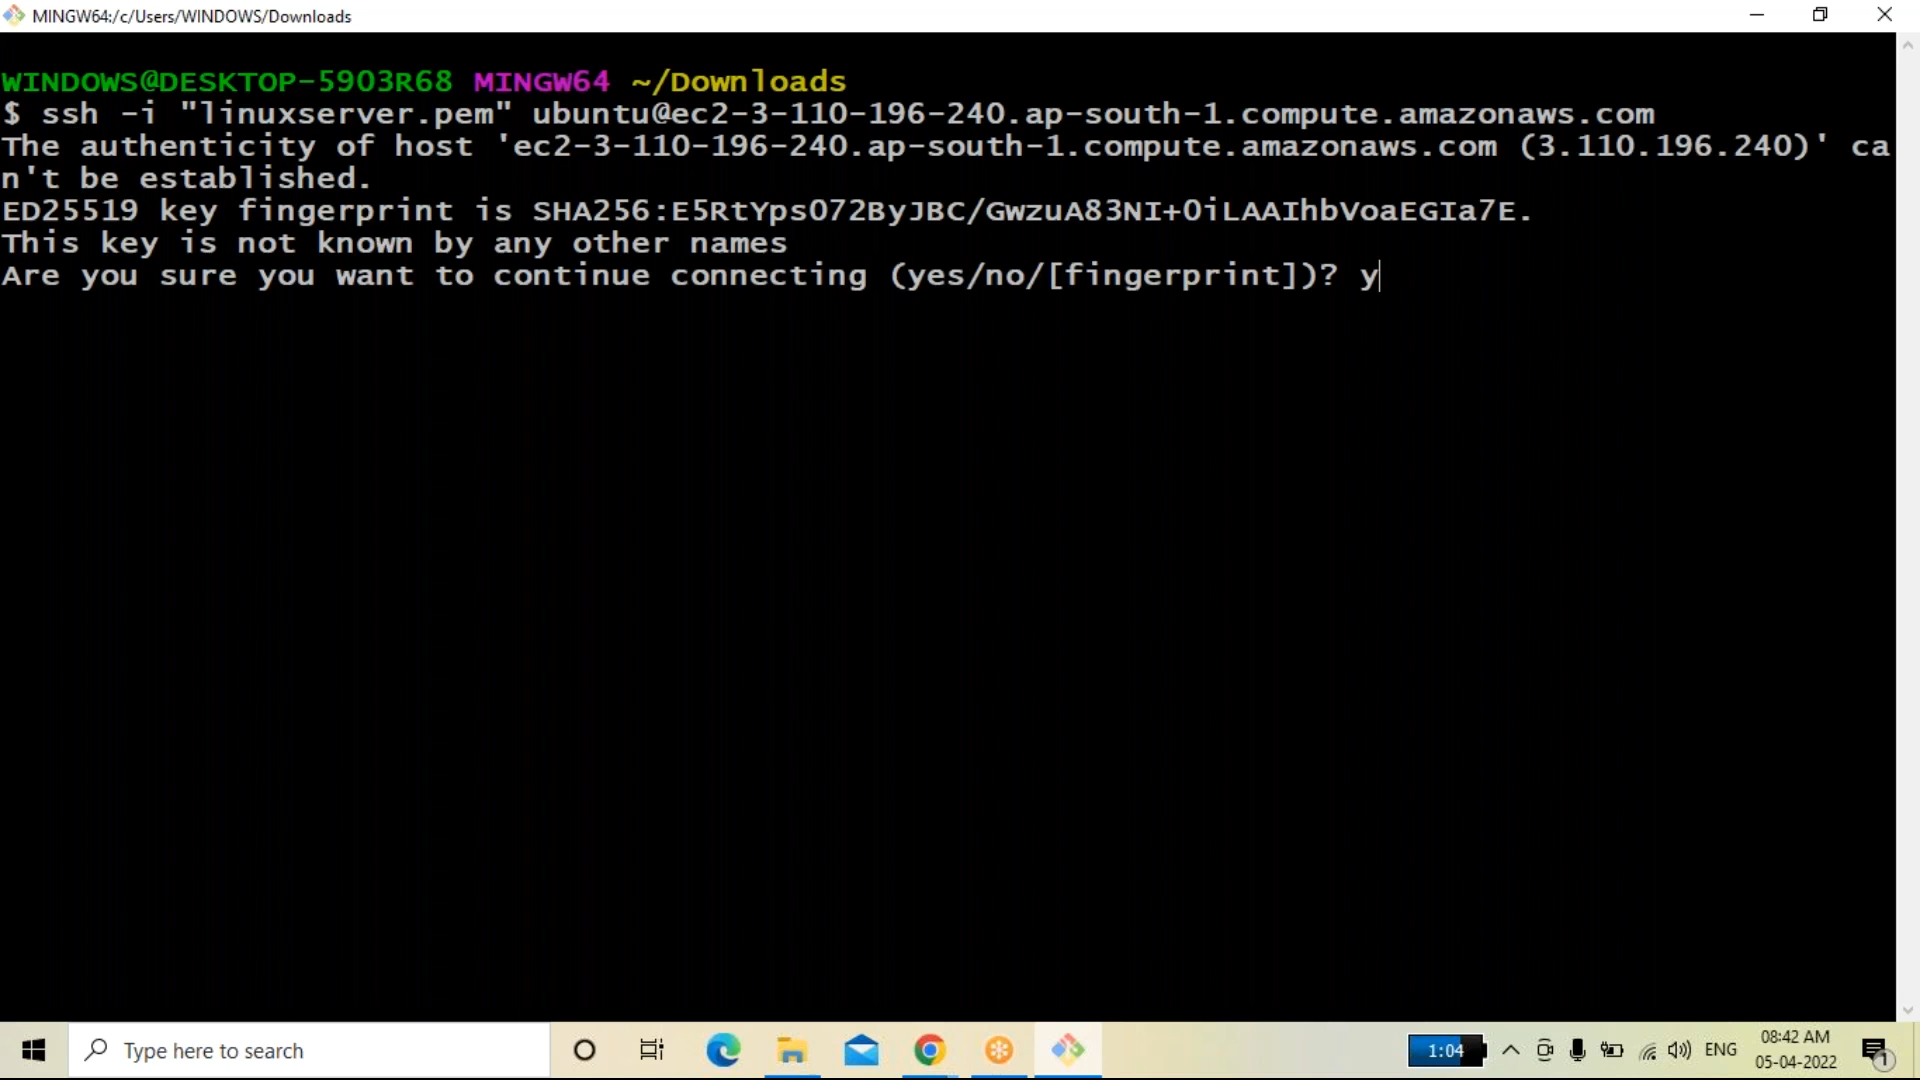 MINGW64:/c/Users/WINDOWS/Downloads
WINDOWS@DESKTOP-59O3R68 MINGW64 ~/Downloads
$ ssh -i "linuxserver.pem" ubuntu@ec2-3-110-196-240.ap-south-1.compute.amazonaws.com
The authenticity of host 'ec2-3-110-196-240.ap-south-1.compute.amazonaws.com (3.110.196.240)' ca
n't be established.
ED25519 key fingerprint is SHA256:E5RtYpsO72ByJBC/GwzuA83NI+OiLAAIhbVoaEGIa7E.
This key is not known by any other names
Are you sure you want to continue connecting (yes/no/[fingerprint])? y
Type here to search
1:04
ENG
08:42 AM
05-04-2022
1